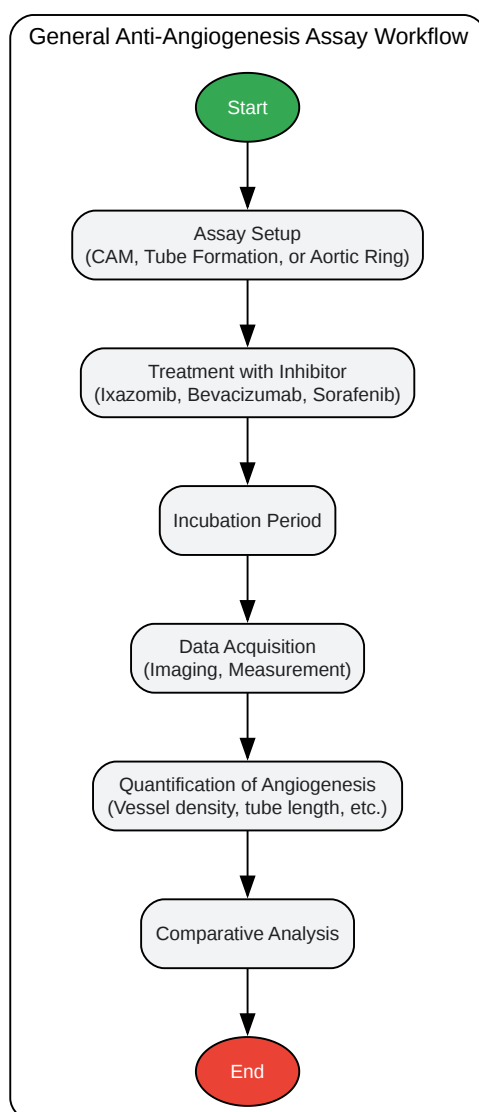 General Anti-Angiogenesis Assay Workflow
Start
Assay Setup
(CAM, Tube Formation, or Aortic Ring)
Treatment with Inhibitor
(Ixazomib, Bevacizumab, Sorafenib)
Incubation Period
Data Acquisition
(Imaging, Measurement)
Quantification of Angiogenesis
(Vessel density, tube length, etc.)
Comparative Analysis
End